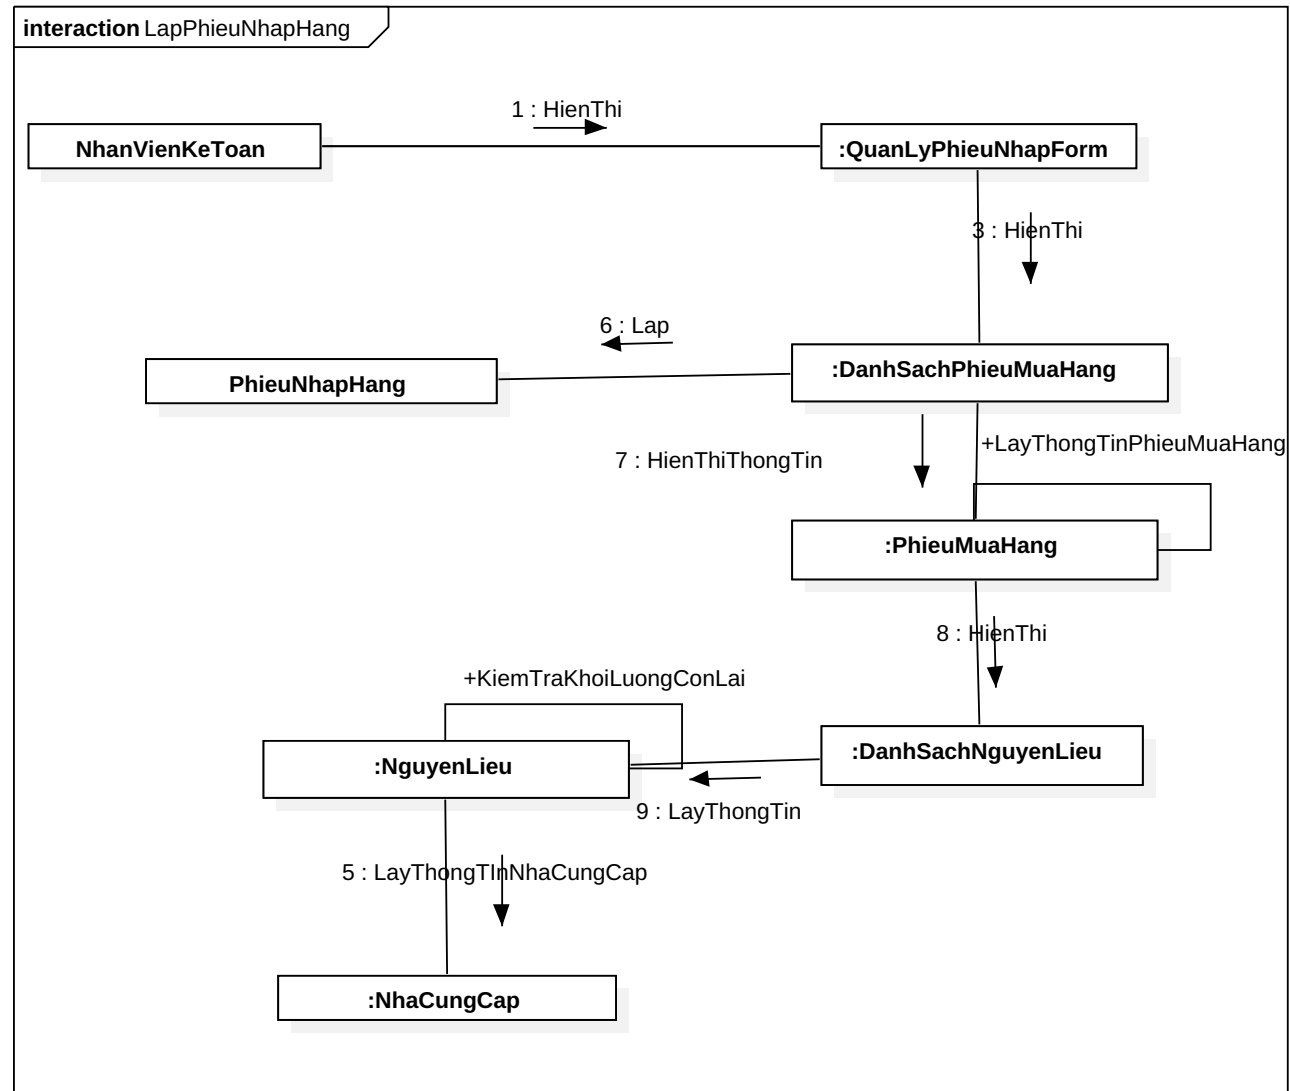 interaction LapPhieuNhapHang
1 : HienThi
NhanVienKeToan
:QuanLyPhieuNhapForm
3 : HienThi
6 : Lap
PhieuNhapHang
:DanhSachPhieuMuaHang
+LayThongTinPhieuMuaHang
7 : HienThiThongTin
:PhieuMuaHang
8 : HienThi
+KiemTraKhoiLuongConLai
:NguyenLieu
:DanhSachNguyenLieu
9 : LayThongTin
5 : LayThongTInNhaCungCap
:NhaCungCap